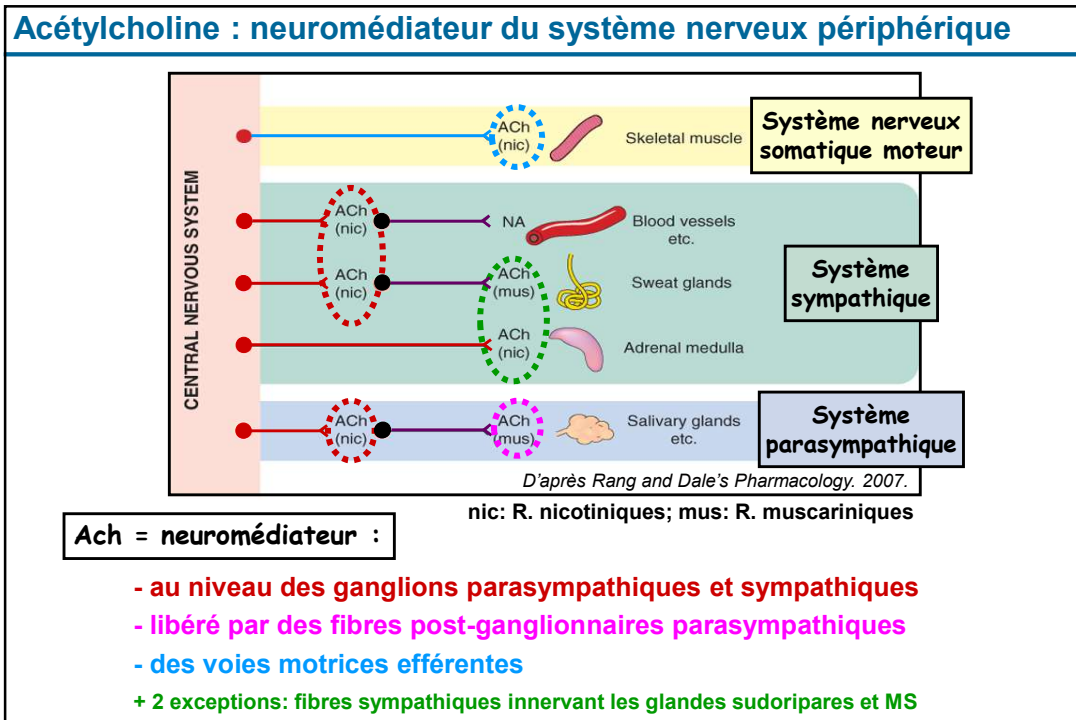 Acétylcholine : neuromédiateur du système nerveux périphérique
CENTRAL NERVOUS SYSTEM
ACh
(nic)
Skeletal muscle
Système nerveux
somatique moteur
ACh
(nic)
NA
Blood vessels
etc.
ACh
(nic)
ACh
(mus)
Sweat glands
Système
sympathique
ACh
(nic)
Adrenal medulla
ACh
(nic)
ACh
(mus)
Salivary glands
etc.
Système
parasympathique
D'après Rang and Dale's Pharmacology. 2007.
nic: R. nicotiniques; mus: R. muscariniques
Ach = neuromédiateur :
- au niveau des ganglions parasympathiques et sympathiques
- libéré par des fibres post-ganglionnaires parasympathiques
- des voies motrices efférentes
+ 2 exceptions: fibres sympathiques innervant les glandes sudoripares et MS